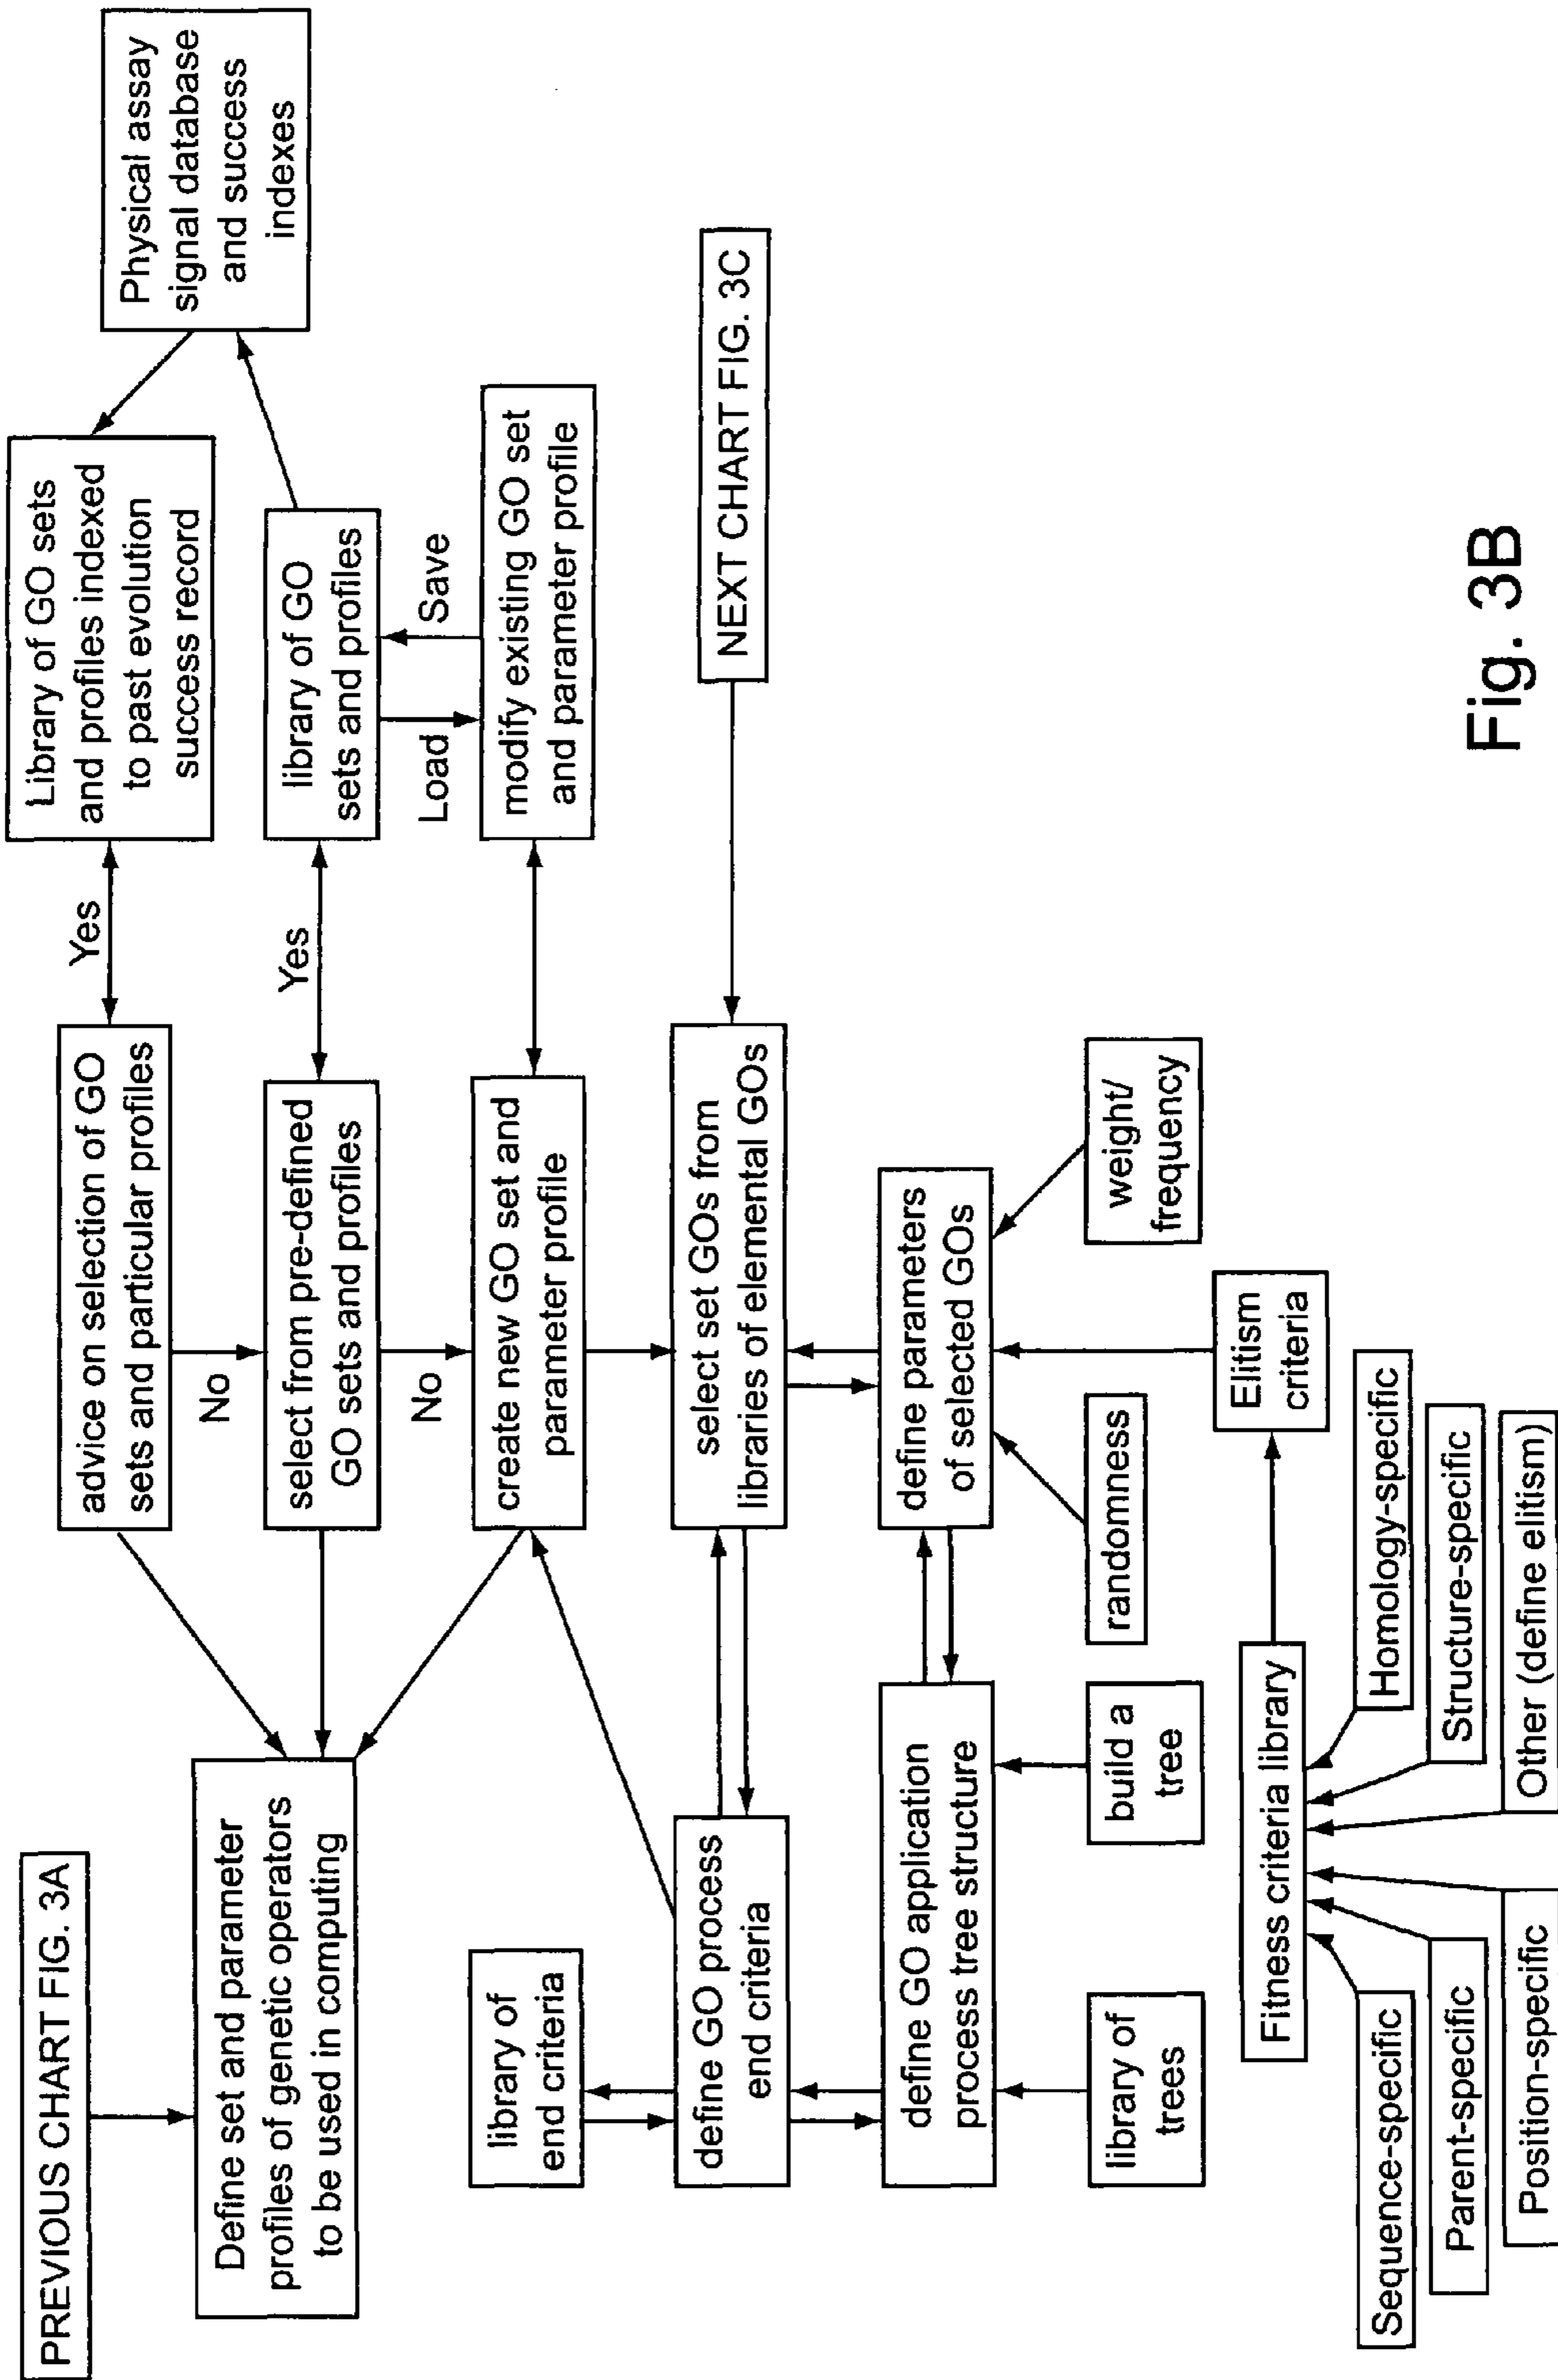 PREVIOUS CHART FIG. 3A
Define set and parameter
profiles of genetic operators
to be used in computing
advice on selection of GO
sets and particular profiles
Yes
Library of GO sets
and profiles indexed
to past evolution
success record
Physical assay
signal database
and success
indexes
No
select from pre-defined
GO sets and profiles
Yes
library of GO
sets and profiles
No
Load
Save
create new GO set and
parameter profile
modify existing GO set
and parameter profile
library of
end criteria
define GO process
end criteria
select set GOs from
libraries of elemental GOs
NEXT CHART FIG. 3C
define GO application
process tree structure
define parameters
of selected GOs
library of
trees
build a
tree
randomness
weight/
frequency
Fitness criteria library
Elitism
criteria
Sequence-specific
Homology-specific
Parent-specific
Structure-specific
Position-specific
Other (define elitism)
Fig. 3B